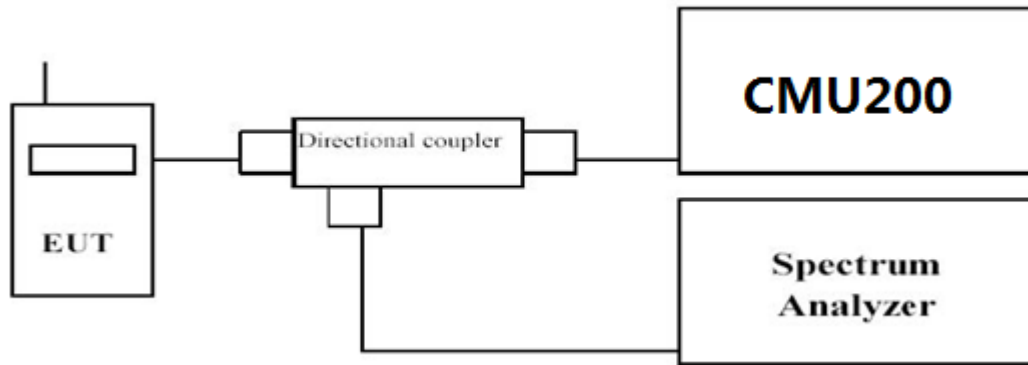 CMU200
Directional coupler
EUT
Spectrum
Analyzer